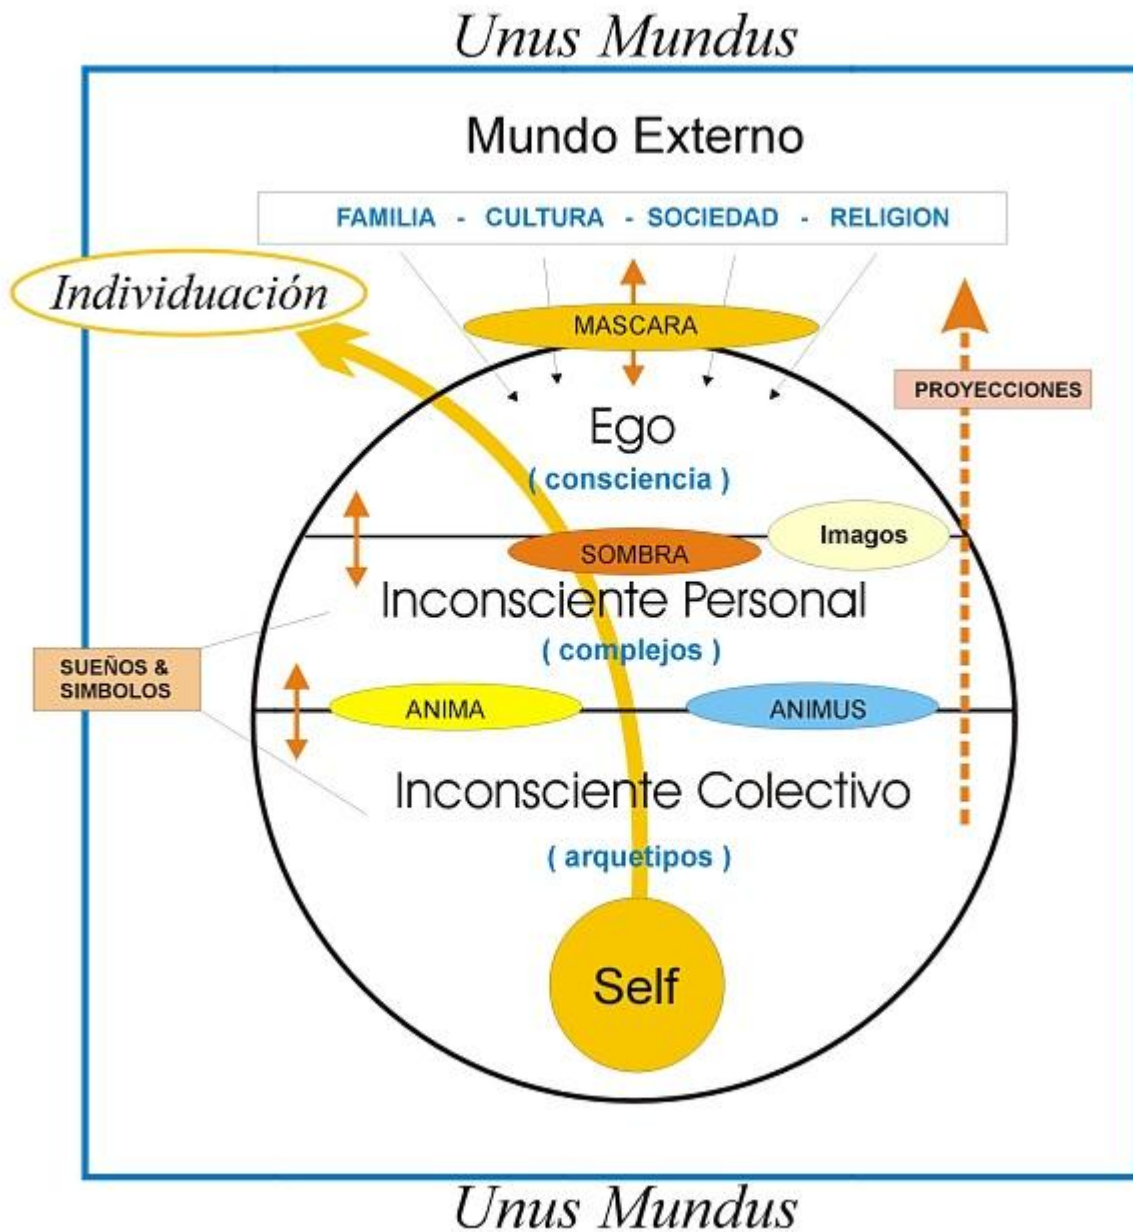 Unus Mundus
Mundo Externo
FAMILIA - CULTURA - SOCIEDAD - RELIGION
Individuación
MASCARA
PROYECCIONES
Ego
( consciencia )
Imagos
SOMBRA
Inconsciente Personal
( complejos )
SUEÑOS &
SIMBOLOS
ANIMA
ANIMUS
Inconsciente Colectivo
( arquetipos )
Self
Unus Mundus